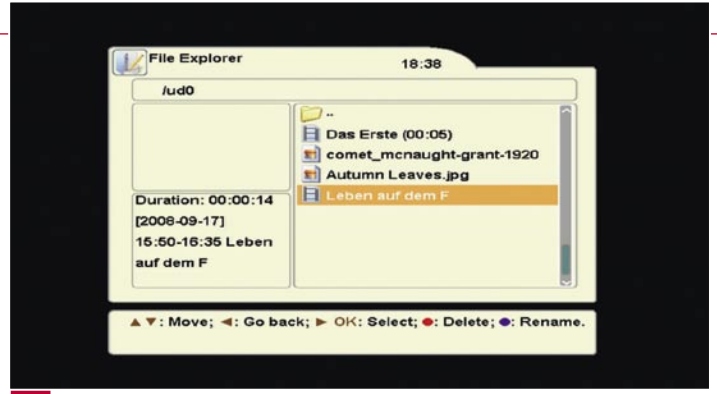 File Explorer
18:38
/ud0
..
Das Erste (00:05)
comet_mcnaught-grant-1920
Autumn Leaves.jpg
Leben auf dem F
Duration: 00:00:14
[2008-09-17]
15:50-16:35 Leben
auf dem F
▲▼: Move; ◄: Go back; ► OK: Select; ●: Delete; ●: Rename.